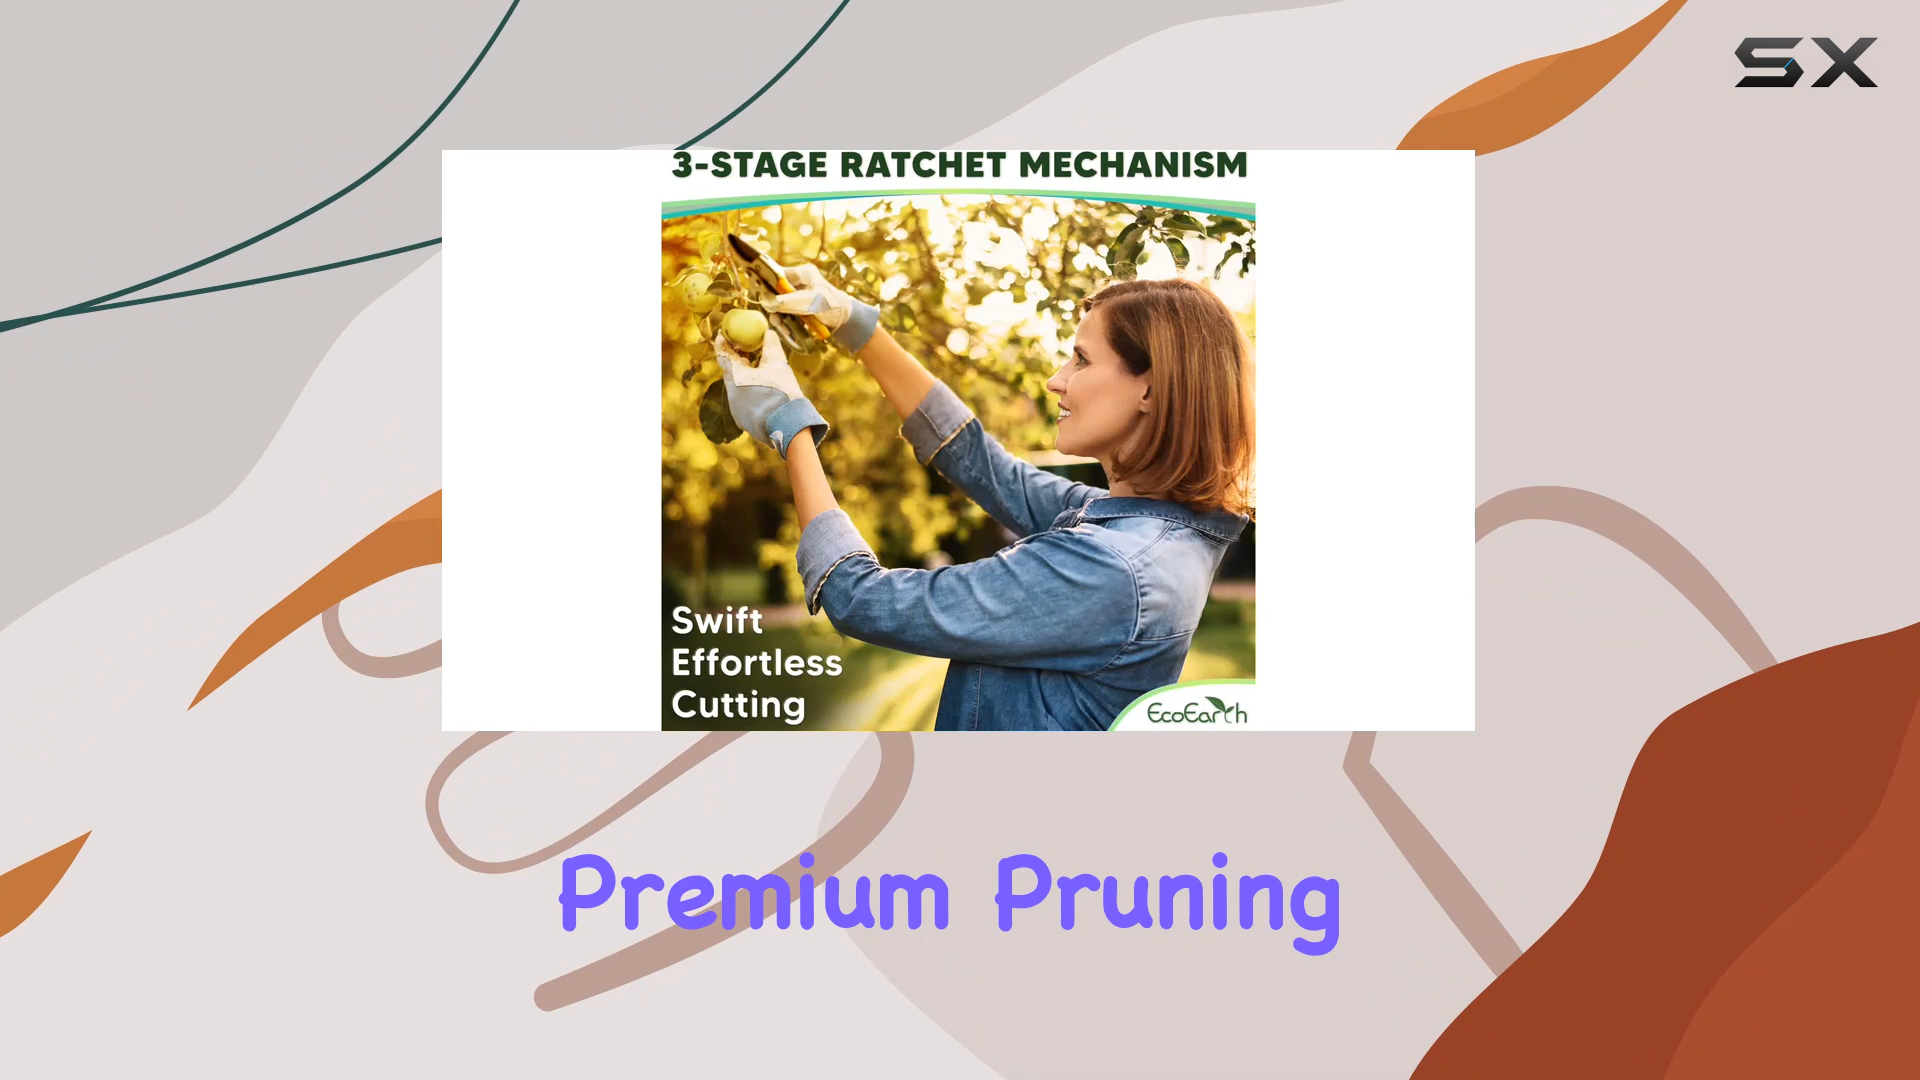 SX
3-STAGE RATCHET MECHANISM
Swift
Effortless
Cutting
EcoEarth
Premium Pruning